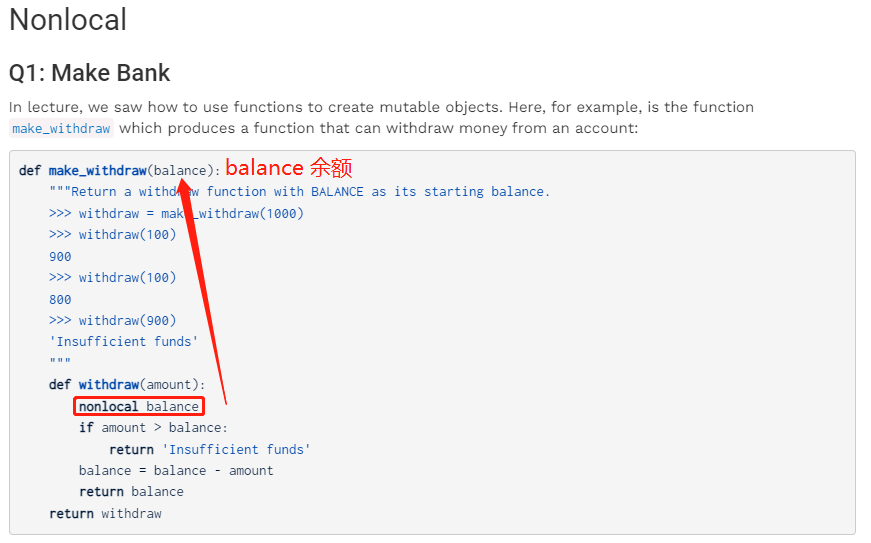 Nonlocal
Q1: Make Bank
In lecture, we saw how to use functions to create mutable objects. Here, for example, is the function
make_withdraw which produces a function that can withdraw money from an account:
def make_withdraw(balance): balance 余额
"""Return a withdraw function with BALANCE as its starting balance.
>>> withdraw = make_withdraw(1000)
>>> withdraw(100)
900
>>> withdraw(100)
800
>>> withdraw(900)
'Insufficient funds'
"""
def withdraw(amount):
nonlocal balance
if amount > balance:
return 'Insufficient funds'
balance = balance - amount
return balance
return withdraw